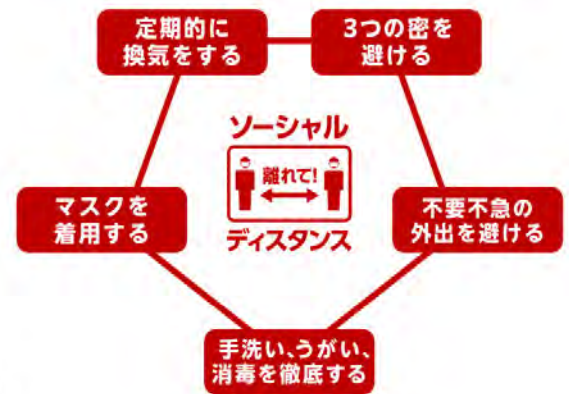 定期的に
換気をする
3つの密を
避ける
ソーシャル
離れて!
ディスタンス
マスクを
着用する
不要不急の
外出を避ける
手洗い、うがい、
消毒を徹底する